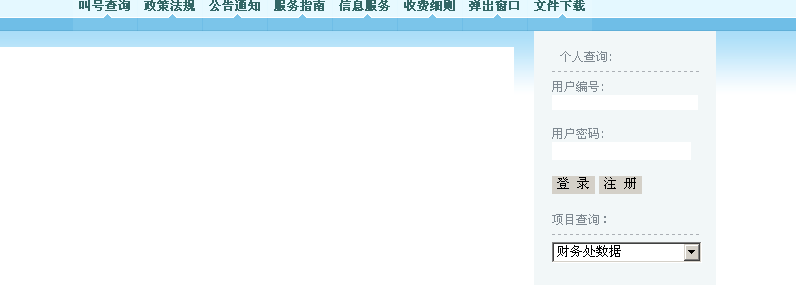 叫号查询 政策法规 公告通知 服务指南 信息服务 收费细则 弹出窗口 文件下载
个人查询:
用户编号:
用户密码:
登 录 注 册
项目查询：
财务处数据